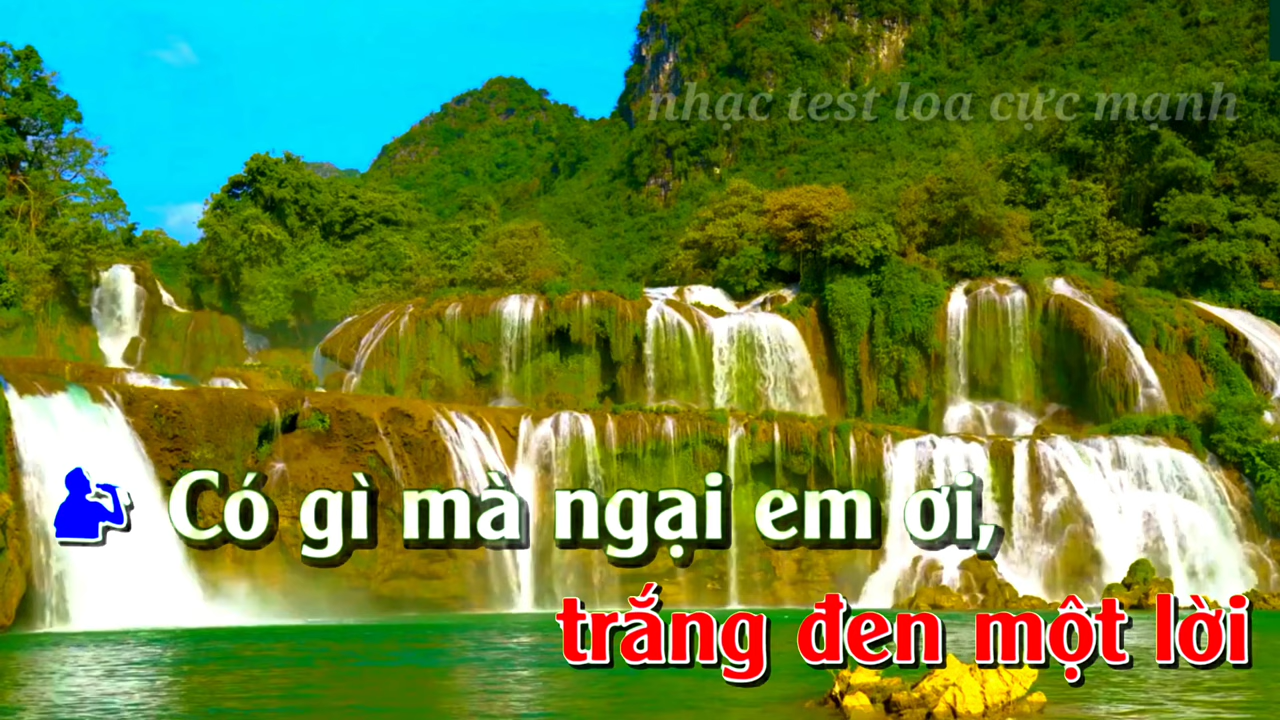 nhạc test loa cực mạnh
Có gì mà ngại em ơi,
trắng đen một lời